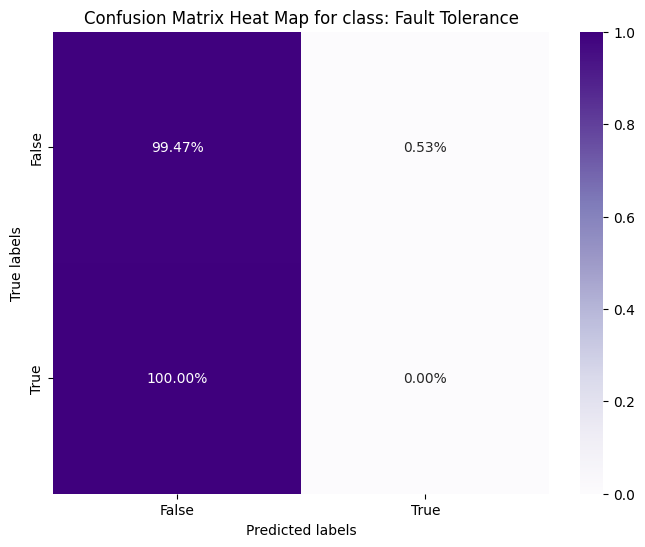 Confusion Matrix Heat Map for class: Fault Tolerance
True labels
False
99.47%
0.53%
True
100.00%
0.00%
False
True
Predicted labels
1.0
0.8
0.6
0.4
0.2
0.0